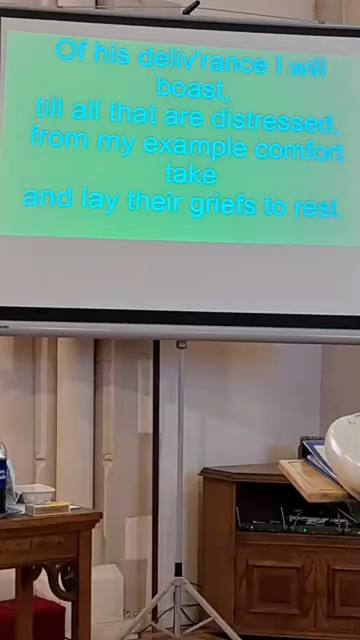 Of his deliv'rance I will
boast,
till all that are distressed,
from my example comfort
take
and lay their griefs to rest.